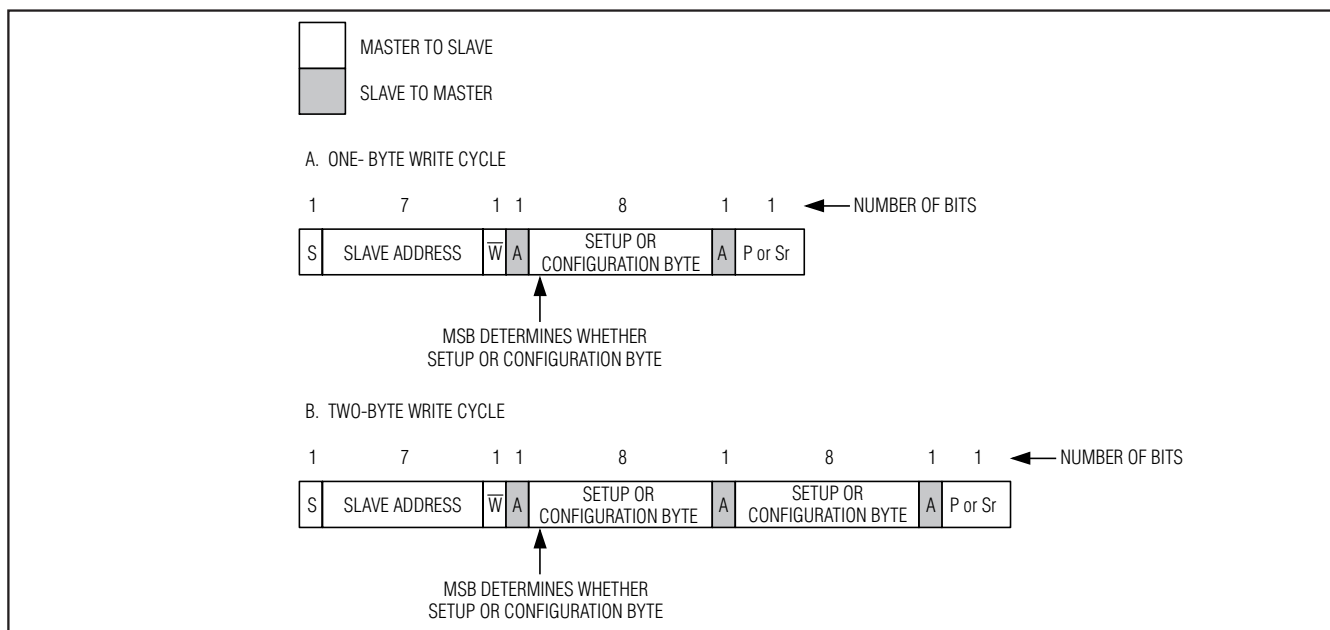 MASTER TO SLAVE
SLAVE TO MASTER
A. ONE- BYTE WRITE CYCLE
1 7 1 1 8 1 1 NUMBER OF BITS
S SLAVE ADDRESS W̅ A SETUP OR CONFIGURATION BYTE A P or Sr
MSB DETERMINES WHETHER
SETUP OR CONFIGURATION BYTE
B. TWO-BYTE WRITE CYCLE
1 7 1 1 8 1 8 1 1 NUMBER OF BITS
S SLAVE ADDRESS W̅ A SETUP OR CONFIGURATION BYTE A SETUP OR CONFIGURATION BYTE A P or Sr
MSB DETERMINES WHETHER
SETUP OR CONFIGURATION BYTE